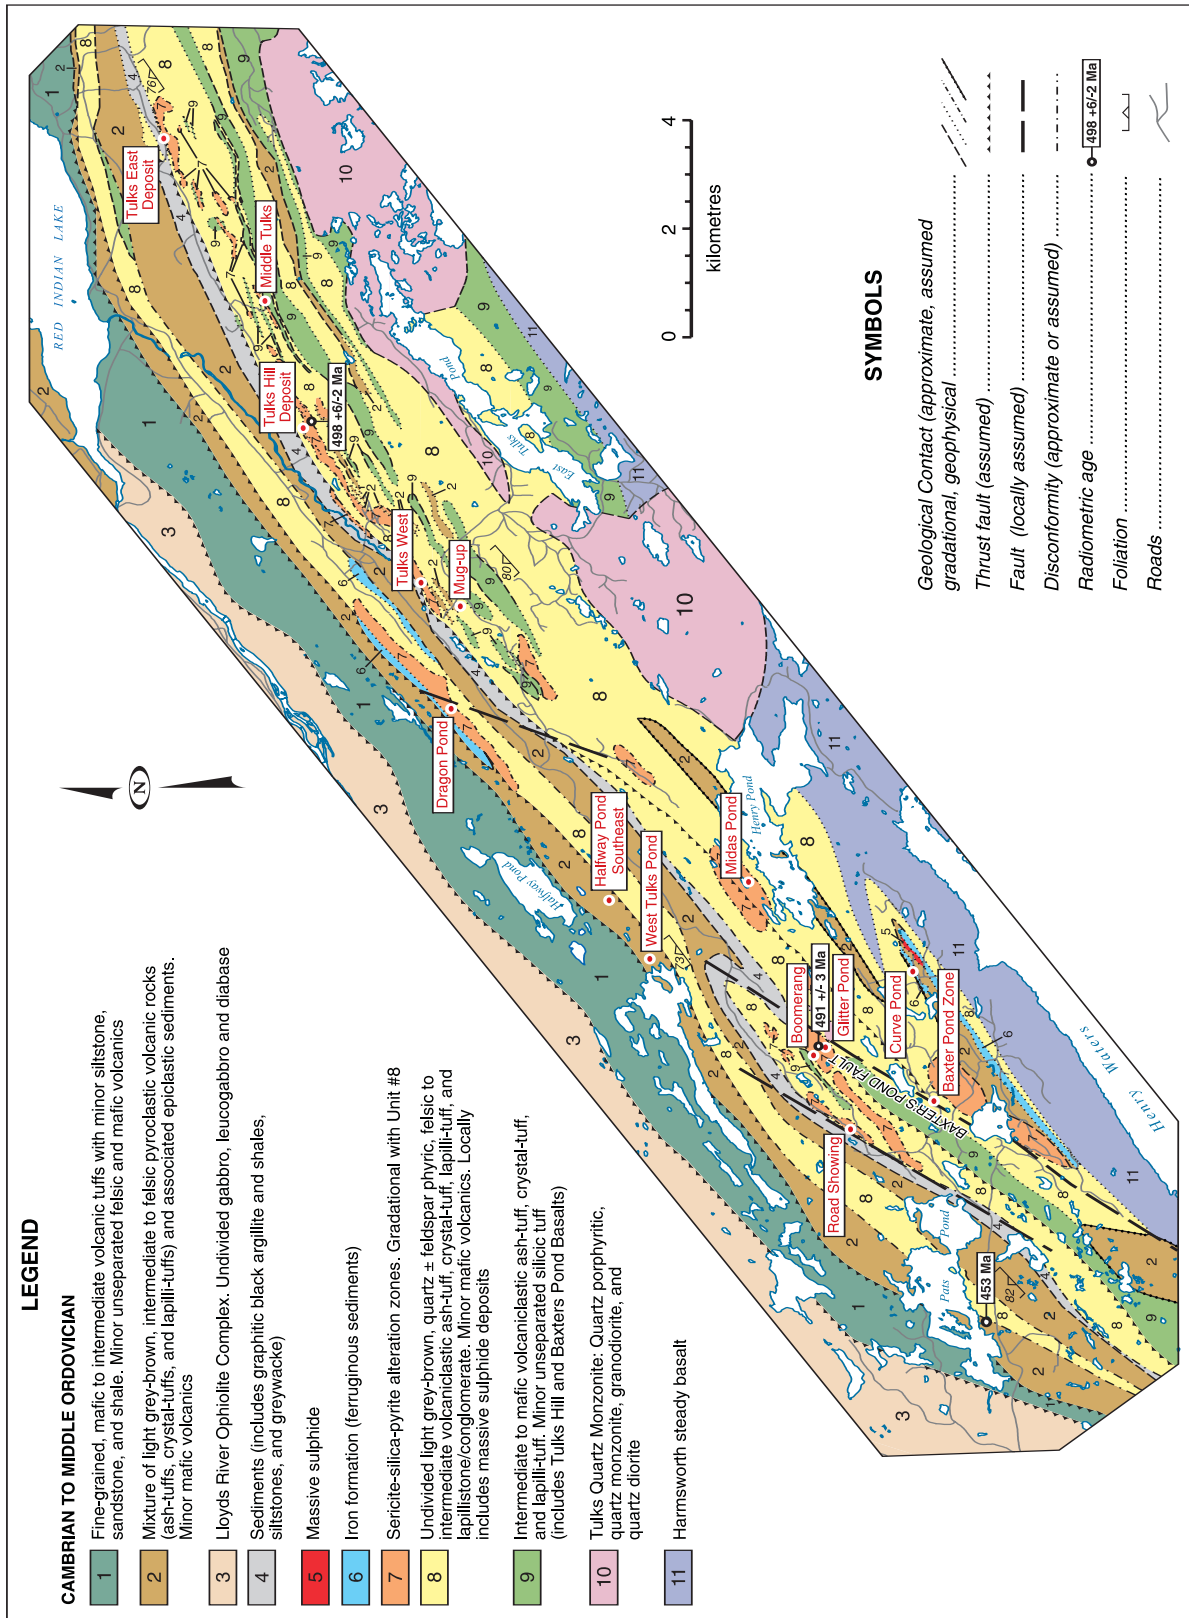 LEGEND
CAMBRIAN TO MIDDLE ORDOVICIAN
1
Fine-grained, mafic to intermediate volcanic tuffs with minor siltstone,
sandstone, and shale. Minor unseparated felsic and mafic volcanics
2
Mixture of light grey-brown, intermediate to felsic pyroclastic volcanic rocks
(ash-tuffs, crystal-tuffs, and lapilli-tuffs) and associated epiclastic sediments.
Minor mafic volcanics
3
Lloyds River Ophiolite Complex. Undivided gabbro, leucogabbro and diabase
4
Sediments (includes graphitic black argillite and shales,
siltstones, and greywacke)
5
Massive sulphide
6
Iron formation (ferruginous sediments)
7
Sericite-silica-pyrite alteration zones. Gradational with Unit #8
8
Undivided light grey-brown, quartz ± feldspar phyric, felsic to
intermediate volcaniclastic ash-tuff, crystal-tuff, lapilli-tuff, and
lapillistone/conglomerate. Minor mafic volcanics. Locally
includes massive sulphide deposits
9
Intermediate to mafic volcaniclastic ash-tuff, crystal-tuff,
and lapilli-tuff. Minor unseparated silicic tuff
(includes Tulks Hill and Baxters Pond Basalts)
10
Tulks Quartz Monzonite: Quartz porphyritic,
quartz monzonite, granodiorite, and
quartz diorite
11
Harmsworth steady basalt
N
RED INDIAN LAKE
Tulks East
Deposit
Middle Tulks
Tulks Hill
Deposit
498 +6/-2 Ma
Tulks West
Mug-up
Dragon Pond
Halfway Pond
Halfway Pond
Southeast
West Tulks Pond
Midas Pond
Henry Pond
East
Tulks
Pond
Boomerang
491 +/- 3 Ma
Glitter Pond
Curve Pond
Baxter Pond Zone
BAXTER'S POND FAULT
Road Showing
Pats
Pond
453 Ma
Henry Waters
76
80
73
82
0
2
4
kilometres
SYMBOLS
Geological Contact (approximate, assumed
gradational, geophysical
Thrust fault (assumed)
Fault (locally assumed)
Disconformity (approximate or assumed)
Radiometric age
498 +6/-2 Ma
Foliation
Roads